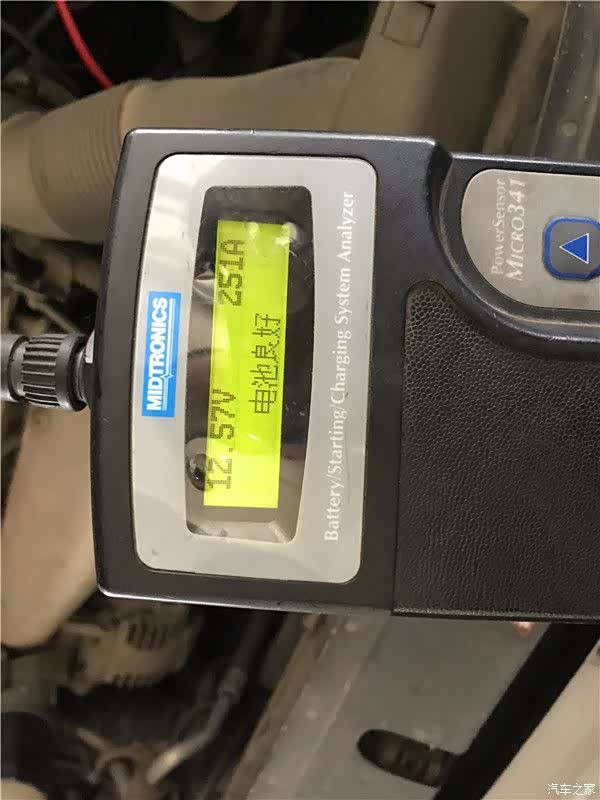 MIDTRONICS
12.57V 251A
电池良好
Battery/Starting/Charging System Analyzer
PowerSensor
MICRO341
汽车之家